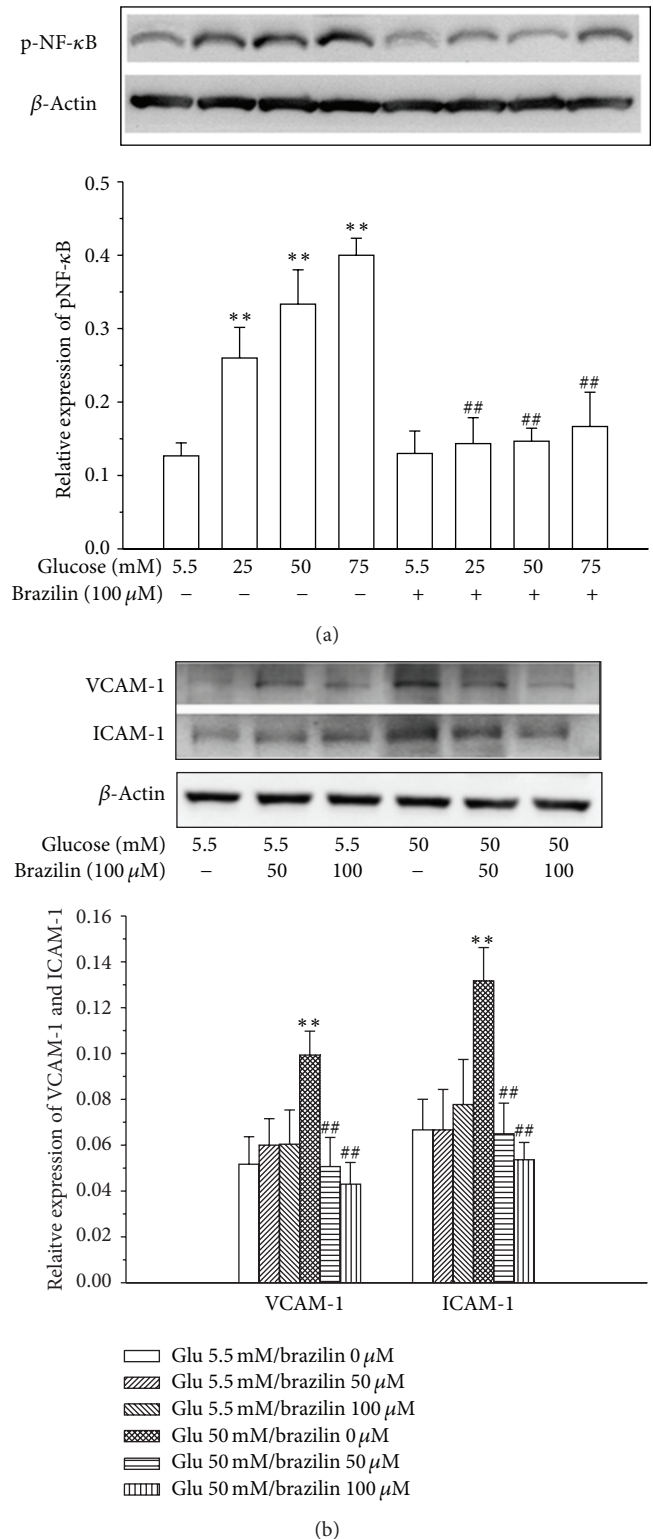 p-NF-κB
β-Actin
0.5
0.4
0.3
0.2
0.1
0.0
Relative expression of pNF-κB
** ** **
## ## ##
Glucose (mM) 5.5 25 50 75 5.5 25 50 75
Brazilin (100 μM) − − − − + + + +
(a)
VCAM-1
ICAM-1
β-Actin
Glucose (mM) 5.5 5.5 5.5 50 50 50
Brazilin (100 μM) − 50 100 − 50 100
0.16
0.14
0.12
0.10
0.08
0.06
0.04
0.02
0.00
Relaitve expression of VCAM-1 and ICAM-1
** ## ##
** ## ##
VCAM-1 ICAM-1
Glu 5.5 mM/brazilin 0 μM
Glu 5.5 mM/brazilin 50 μM
Glu 5.5 mM/brazilin 100 μM
Glu 50 mM/brazilin 0 μM
Glu 50 mM/brazilin 50 μM
Glu 50 mM/brazilin 100 μM
(b)